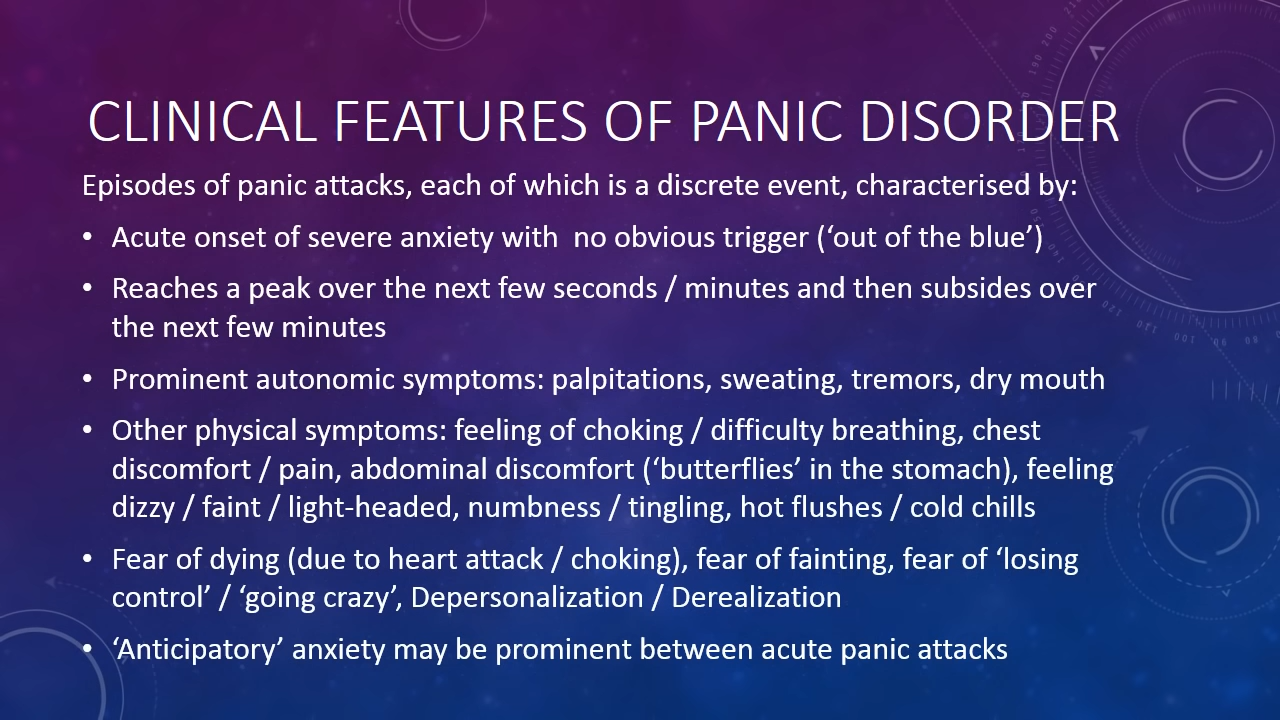 CLINICAL FEATURES OF PANIC DISORDER
Episodes of panic attacks, each of which is a discrete event, characterised by:
• Acute onset of severe anxiety with  no obvious trigger (‘out of the blue’)
• Reaches a peak over the next few seconds / minutes and then subsides over
the next few minutes
• Prominent autonomic symptoms: palpitations, sweating, tremors, dry mouth
• Other physical symptoms: feeling of choking / difficulty breathing, chest
discomfort / pain, abdominal discomfort (‘butterflies’ in the stomach), feeling
dizzy / faint / light-headed, numbness / tingling, hot flushes / cold chills
• Fear of dying (due to heart attack / choking), fear of fainting, fear of ‘losing
control’ / ‘going crazy’, Depersonalization / Derealization
• ‘Anticipatory’ anxiety may be prominent between acute panic attacks